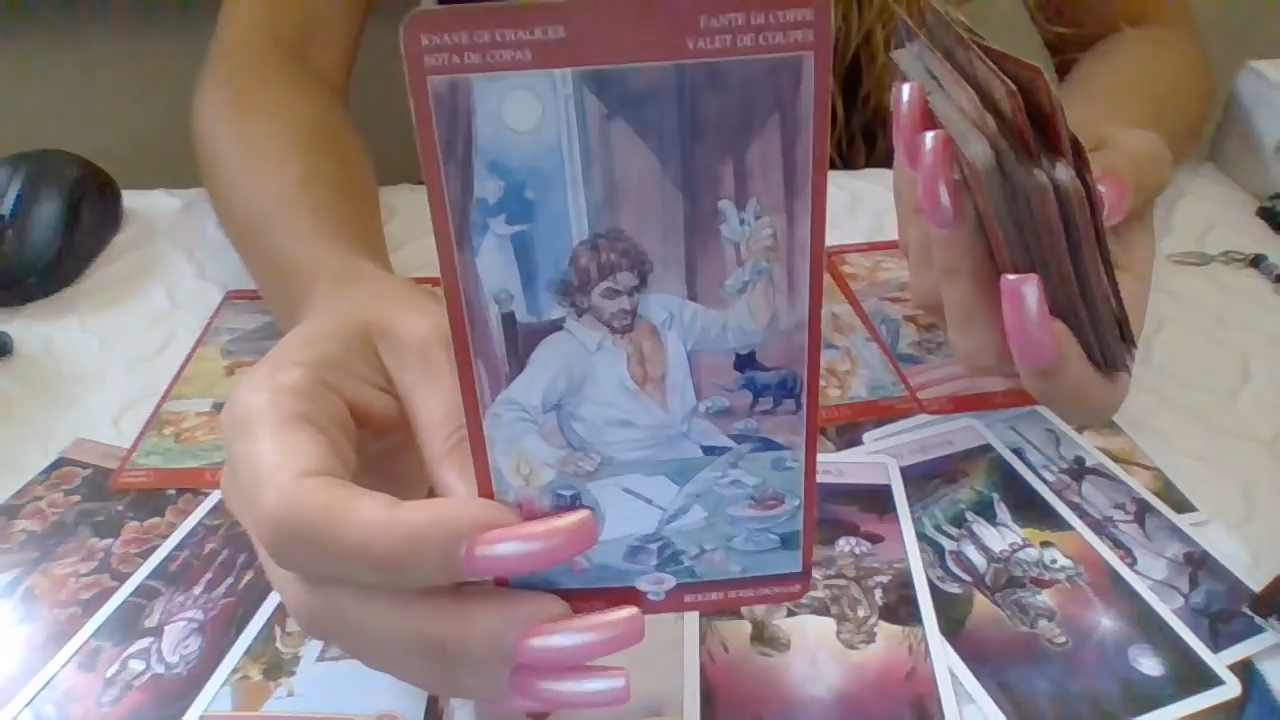 KNAVE OF CHALICES
SOTA DE COPAS
FANTE DI COPPE
VALET DE COUPES